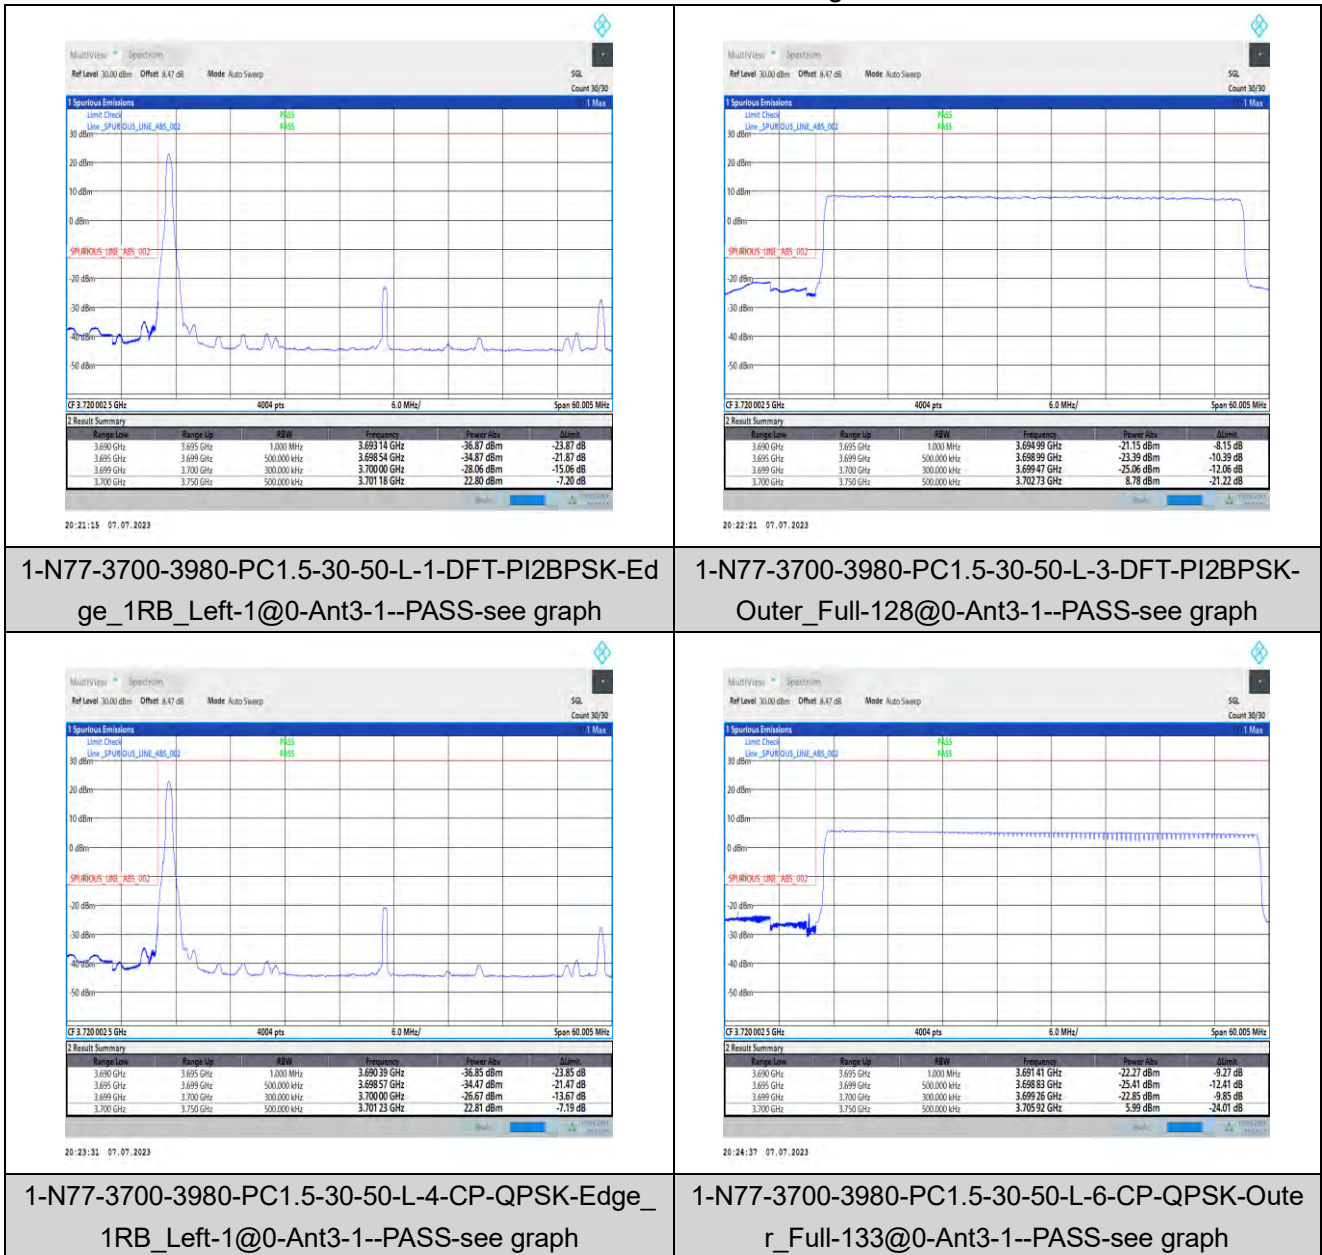 MultiView Spectrum
Ref Level 30.00 dBm Offset 8.47 dB Mode Auto Sweep SGL
Count 30/30
1 Spurious Emissions 1 Max
Limit Check PASS
Line _SPURIOUS_LINE_ABS_002 PASS
30 dBm
20 dBm
10 dBm
0 dBm
SPURIOUS_LINE_ABS_002
-20 dBm
-30 dBm
-40 dBm
-50 dBm
CF 3.720 002 5 GHz 4004 pts 6.0 MHz/ Span 60.005 MHz
2 Result Summary
Range Low Range Up RBW Frequency Power Abs ΔLimit
3.690 GHz 3.695 GHz 1.000 MHz 3.693 14 GHz -36.87 dBm -23.87 dB
3.695 GHz 3.699 GHz 500.000 kHz 3.698 54 GHz -34.87 dBm -21.87 dB
3.699 GHz 3.700 GHz 300.000 kHz 3.700 00 GHz -28.06 dBm -15.06 dB
3.700 GHz 3.750 GHz 500.000 kHz 3.701 18 GHz 22.80 dBm -7.20 dB
20:21:15 07.07.2023
1-N77-3700-3980-PC1.5-30-50-L-1-DFT-PI2BPSK-Ed
ge_1RB_Left-1@0-Ant3-1--PASS-see graph
MultiView Spectrum
Ref Level 30.00 dBm Offset 8.47 dB Mode Auto Sweep SGL
Count 30/30
1 Spurious Emissions 1 Max
Limit Check PASS
Line _SPURIOUS_LINE_ABS_002 PASS
30 dBm
20 dBm
10 dBm
0 dBm
SPURIOUS_LINE_ABS_002
-20 dBm
-30 dBm
-40 dBm
-50 dBm
CF 3.720 002 5 GHz 4004 pts 6.0 MHz/ Span 60.005 MHz
2 Result Summary
Range Low Range Up RBW Frequency Power Abs ΔLimit
3.690 GHz 3.695 GHz 1.000 MHz 3.694 99 GHz -21.15 dBm -8.15 dB
3.695 GHz 3.699 GHz 500.000 kHz 3.698 99 GHz -23.39 dBm -10.39 dB
3.699 GHz 3.700 GHz 300.000 kHz 3.699 47 GHz -25.06 dBm -12.06 dB
3.700 GHz 3.750 GHz 500.000 kHz 3.702 73 GHz 8.78 dBm -21.22 dB
20:22:21 07.07.2023
1-N77-3700-3980-PC1.5-30-50-L-3-DFT-PI2BPSK-
Outer_Full-128@0-Ant3-1--PASS-see graph
MultiView Spectrum
Ref Level 30.00 dBm Offset 8.47 dB Mode Auto Sweep SGL
Count 30/30
1 Spurious Emissions 1 Max
Limit Check PASS
Line _SPURIOUS_LINE_ABS_002 PASS
30 dBm
20 dBm
10 dBm
0 dBm
SPURIOUS_LINE_ABS_002
-20 dBm
-30 dBm
-40 dBm
-50 dBm
CF 3.720 002 5 GHz 4004 pts 6.0 MHz/ Span 60.005 MHz
2 Result Summary
Range Low Range Up RBW Frequency Power Abs ΔLimit
3.690 GHz 3.695 GHz 1.000 MHz 3.690 39 GHz -36.85 dBm -23.85 dB
3.695 GHz 3.699 GHz 500.000 kHz 3.698 57 GHz -34.47 dBm -21.47 dB
3.699 GHz 3.700 GHz 300.000 kHz 3.700 00 GHz -26.67 dBm -13.67 dB
3.700 GHz 3.750 GHz 500.000 kHz 3.701 23 GHz 22.81 dBm -7.19 dB
20:23:31 07.07.2023
1-N77-3700-3980-PC1.5-30-50-L-4-CP-QPSK-Edge_
1RB_Left-1@0-Ant3-1--PASS-see graph
MultiView Spectrum
Ref Level 30.00 dBm Offset 8.47 dB Mode Auto Sweep SGL
Count 30/30
1 Spurious Emissions 1 Max
Limit Check PASS
Line _SPURIOUS_LINE_ABS_002 PASS
30 dBm
20 dBm
10 dBm
0 dBm
SPURIOUS_LINE_ABS_002
-20 dBm
-30 dBm
-40 dBm
-50 dBm
CF 3.720 002 5 GHz 4004 pts 6.0 MHz/ Span 60.005 MHz
2 Result Summary
Range Low Range Up RBW Frequency Power Abs ΔLimit
3.690 GHz 3.695 GHz 1.000 MHz 3.691 41 GHz -22.27 dBm -9.27 dB
3.695 GHz 3.699 GHz 500.000 kHz 3.698 83 GHz -25.41 dBm -12.41 dB
3.699 GHz 3.700 GHz 300.000 kHz 3.699 26 GHz -22.85 dBm -9.85 dB
3.700 GHz 3.750 GHz 500.000 kHz 3.705 92 GHz 5.99 dBm -24.01 dB
20:24:37 07.07.2023
1-N77-3700-3980-PC1.5-30-50-L-6-CP-QPSK-Oute
r_Full-133@0-Ant3-1--PASS-see graph